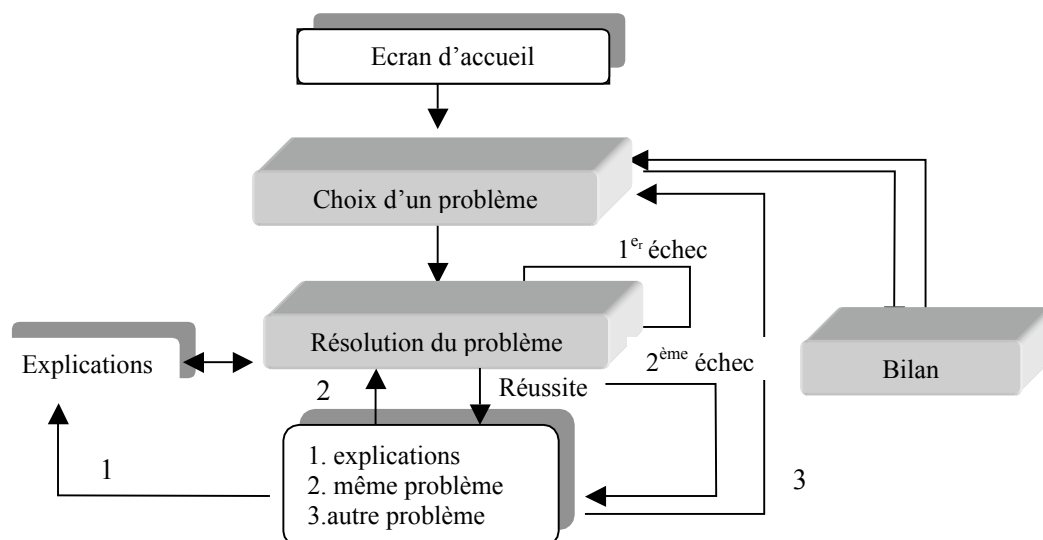 Ecran d’accueil
Choix d’un problème
1er échec
Résolution du problème
Explications
2ème échec
Bilan
2
Réussite
1. explications
2. même problème
3.autre problème
1
3